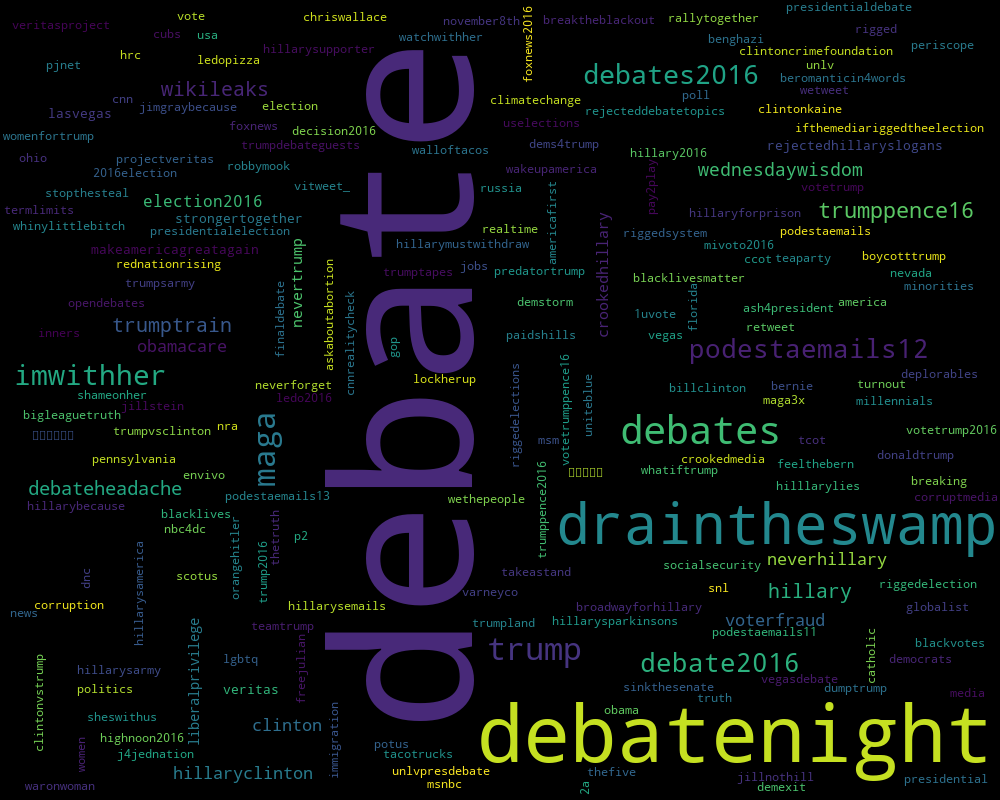 veritasproject
vote
chriswallace
november8th
breaktheblackout
rallytogether
presidentialdebate
cubs
usa
watchwithher
foxnews2016
benghazi
rigged
periscope
hrc
ledopizza
hillarysupporter
clintoncrimefoundation
pjnet
wikileaks
debates2016
unlv
beromanticin4words
cnn
jimgraybecause
election
climatechange
poll
wetweet
lasvegas
rejecteddebatetopics
clintonkaine
foxnews
decision2016
uselections
ifthemediariggedtheelection
womenfortrump
trumpdebateguests
walloftacos
dems4trump
hillary2016
rejectedhillaryslogans
ohio
projectveritas
robbymook
wakeupamerica
wednesdaywisdom
2016election
vitweet_
russia
americafirst
pay2play
votetrump
stopthesteal
election2016
debate
termlimits
strongertogether
hillaryforprison
trumppence16
whinylittlebitch
presidentialelection
realtime
crookedhillary
riggedsystem
podestaemails
makeamericagreatagain
nevertrump
hillarymustwithdraw
mivoto2016
rednationrising
askaboutabortion
trumptapes
jobs
predatortrump
ccot
teaparty
boycotttrump
trumpsarmy
finaldebate
cnnrealitycheck
blacklivesmatter
nevada
minorities
opendebates
demstorm
florida
ash4president
america
inners
trumptrain
1uvote
retweet
obamacare
gop
paidshills
vegas
podestaemails12
imwithher
neverforget
lockherup
riggedelections
votetrumppence16
uniteblue
billclinton
bernie
turnout
deplorables
shameonher
ledo2016
maga3x
millennials
bigleaguetruth
jillstein
maga
debates
trumpvsclinton
nra
msm
tcot
votetrump2016
pennsylvania
crookedmedia
feelthebern
donaldtrump
envivo
trumppence2016
whatiftrump
debateheadache
podestaemails13
wethepeople
hilllarylies
breaking
hillarybecause
corruptmedia
blacklives
nbc4dc
orangehitler
trump2016
thetruth
p2
draintheswamp
hillarysamerica
dnc
scotus
takeastand
socialsecurity
neverhillary
varneyco
snl
hillary
riggedelection
corruption
news
hillarysemails
broadwayforhillary
globalist
liberalprivilege
teamtrump
trumpland
hillarysparkinsons
voterfraud
podestaemails11
blackvotes
clintonvstrump
hillarysarmy
lgbtq
freejulian
trump
debate2016
catholic
democrats
politics
veritas
vegasdebate
sinkthesenate
dumptrump
truth
media
sheswithus
clinton
immigration
obama
debatenight
women
highnoon2016
j4jednation
potus
tacotrucks
hillaryclinton
unlvpresdebate
thefive
jillnothill
presidential
waronwoman
msnbc
2a
demexit